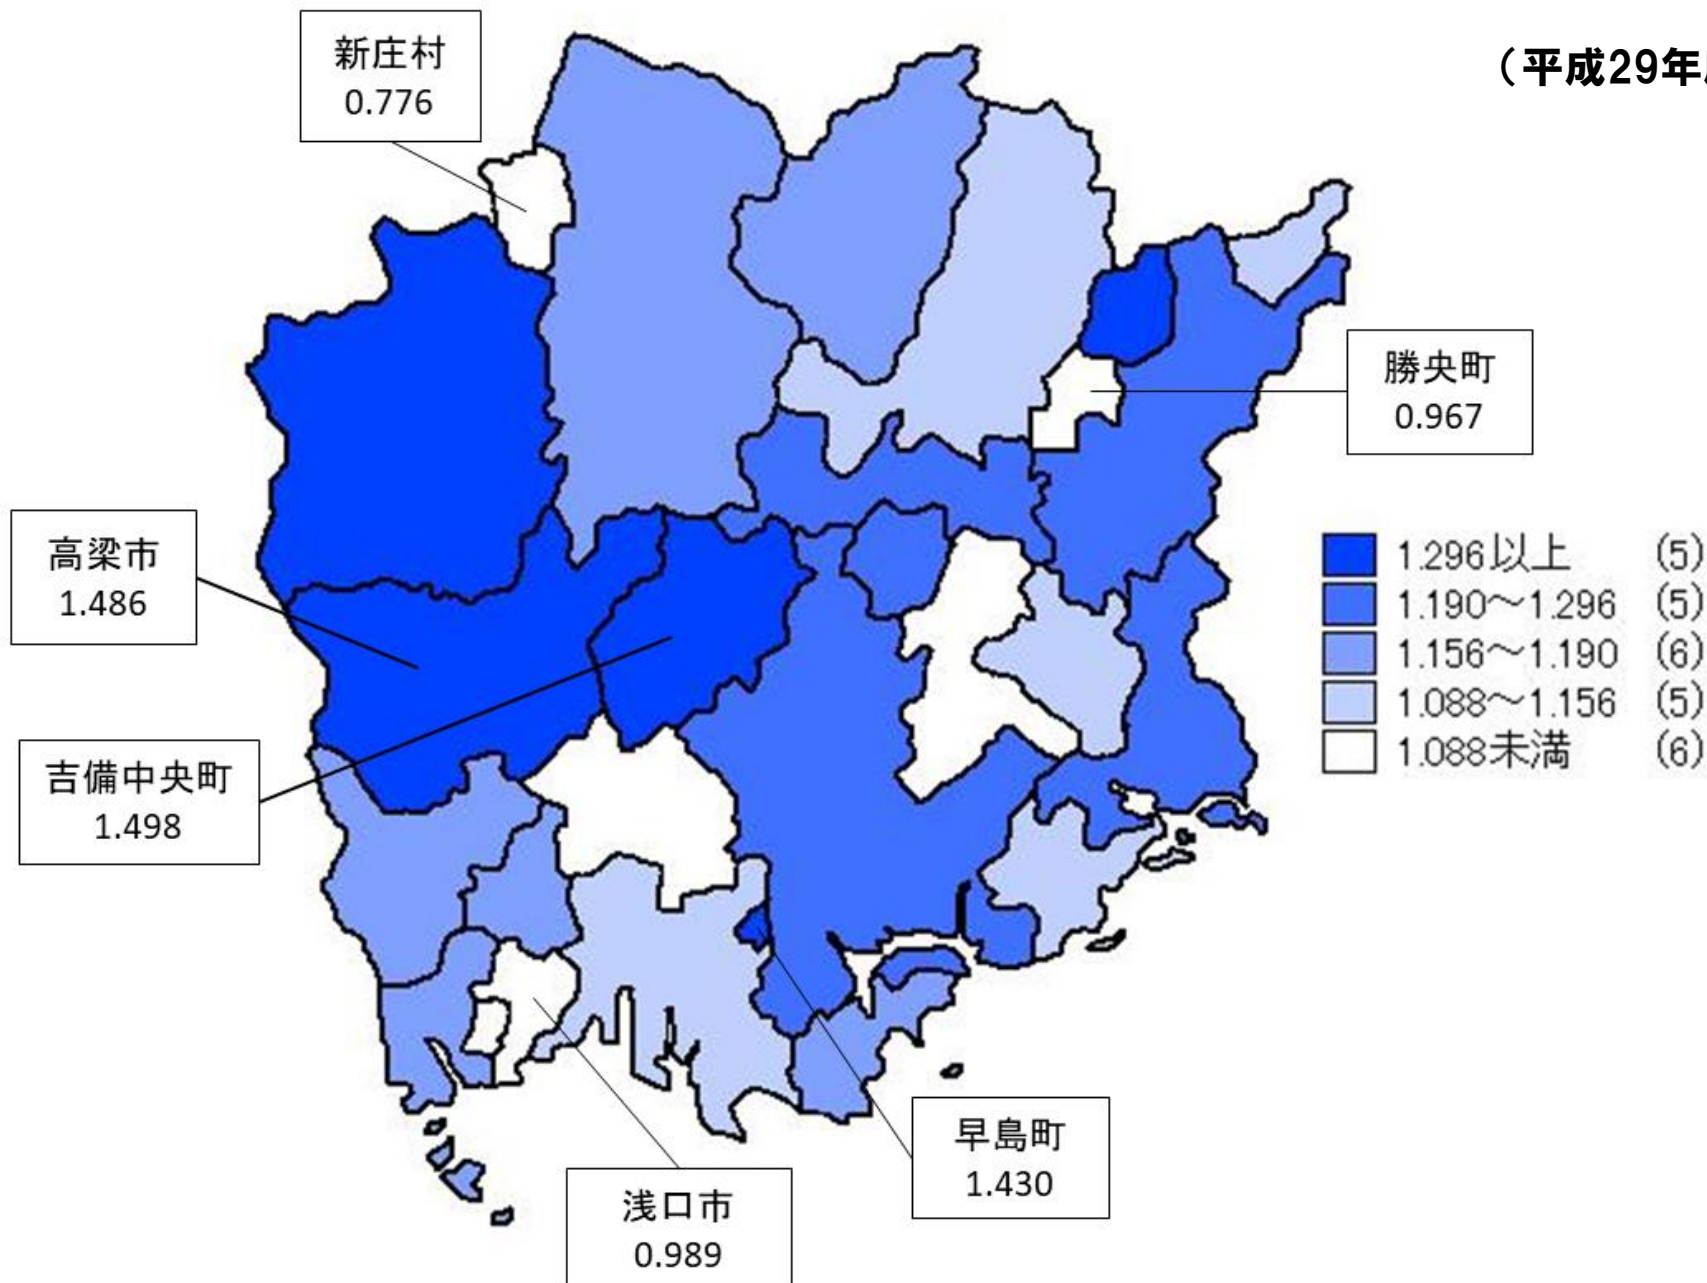 （平成29年
新庄村
0.776
勝央町
0.967
高梁市
1.486
吉備中央町
1.498
1.296以上 (5)
1.190～1.296 (5)
1.156～1.190 (6)
1.088～1.156 (5)
1.088未満 (6)
早島町
1.430
浅口市
0.989